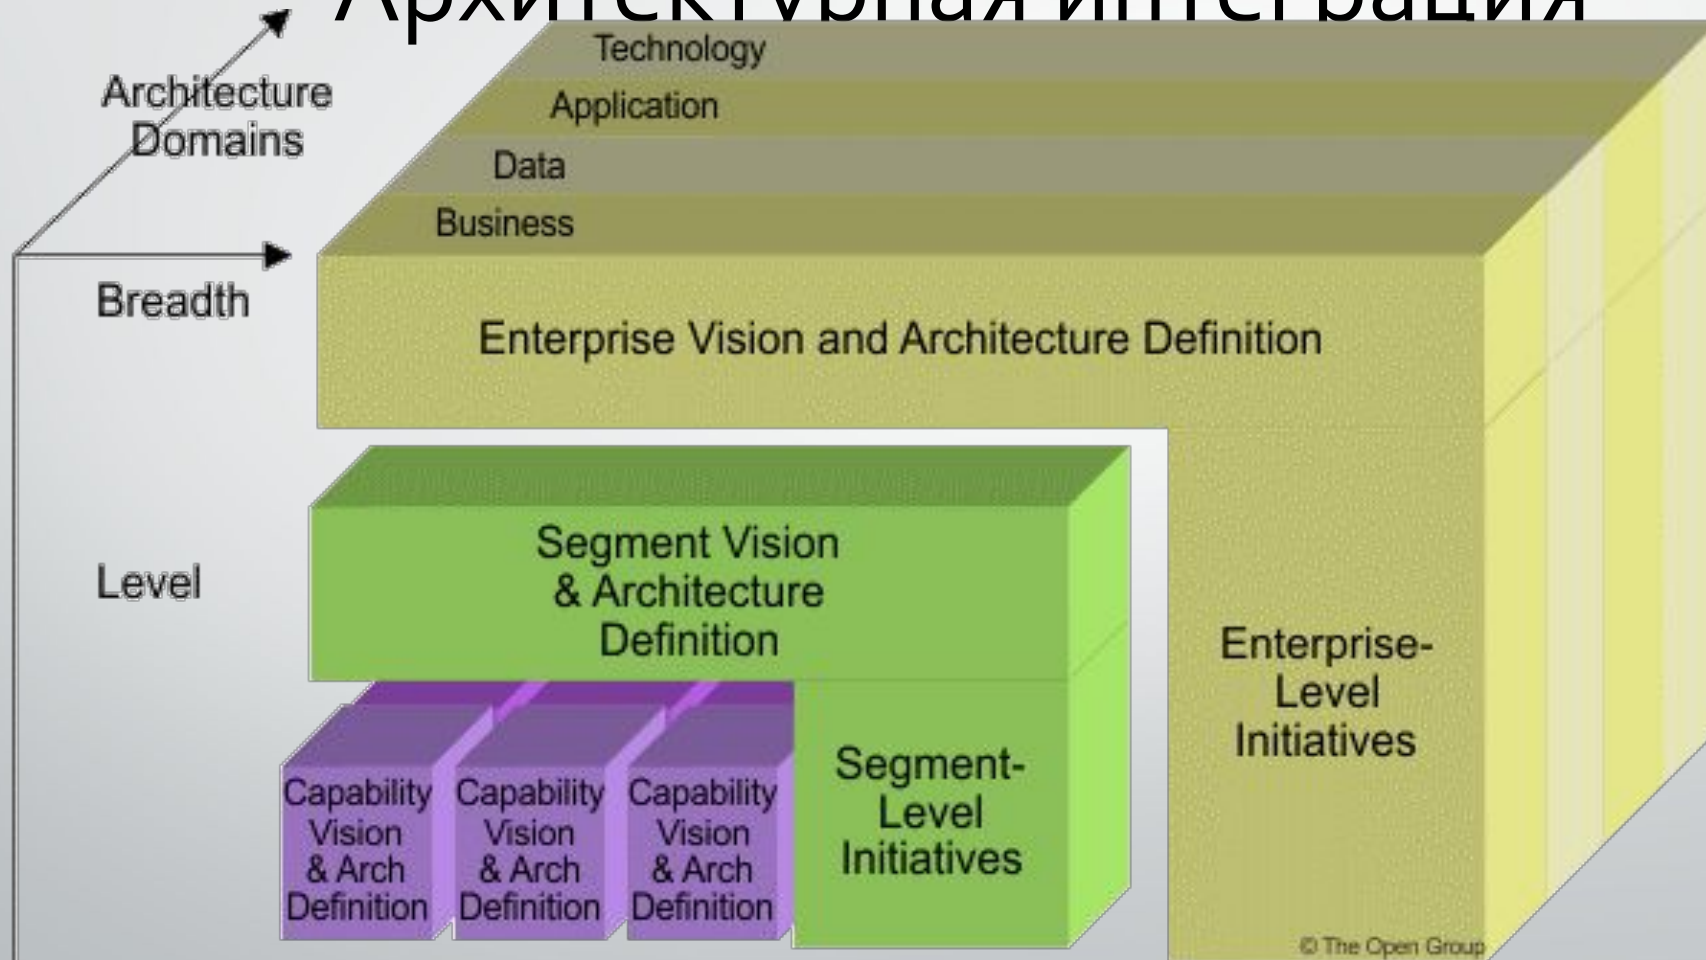 Архитектурная интеграция
Technology
Architecture
Domains
Application
Data
Business
Breadth
Enterprise Vision and Architecture Definition
Segment Vision
& Architecture
Definition
Level
Enterprise-
Level
Initiatives
Segment-
Level
Initiatives
Capability
Vision
& Arch
Definition
Capability
Vision
& Arch
Definition
Capability
Vision
& Arch
Definition
© The Open Group